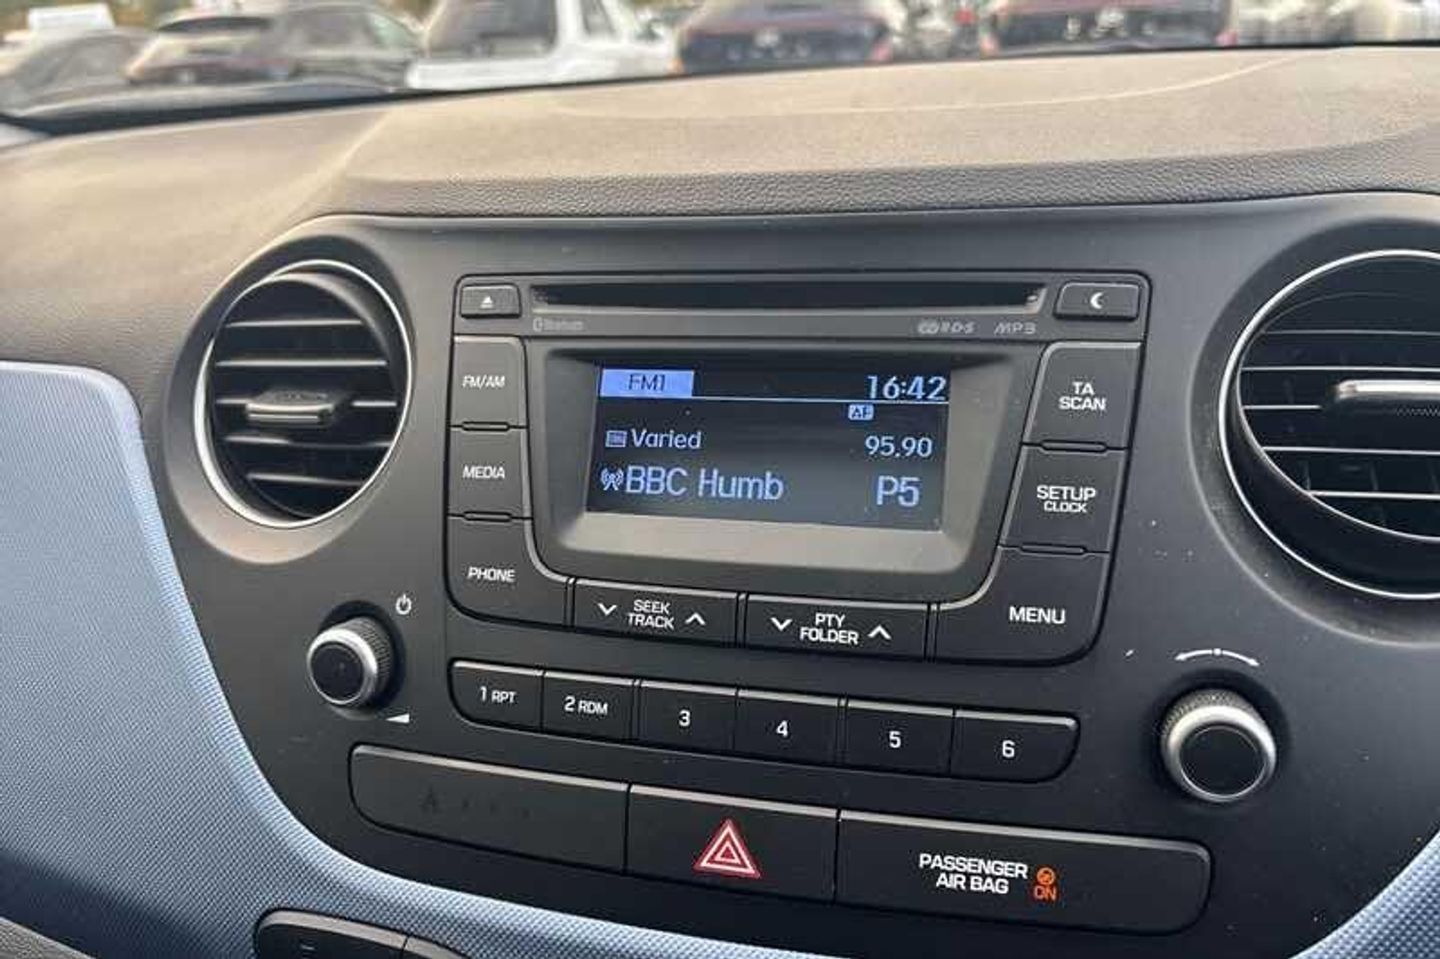 Bluetooth
RDS MP3
FM/AM
FM1 16:42
AF
TA
SCAN
Varied 95.90
MEDIA
BBC Humb P5
SETUP
CLOCK
PHONE
SEEK
TRACK
PTY
FOLDER
MENU
1 RPT
2 RDM
3
4
5
6
PASSENGER
AIR BAG ON